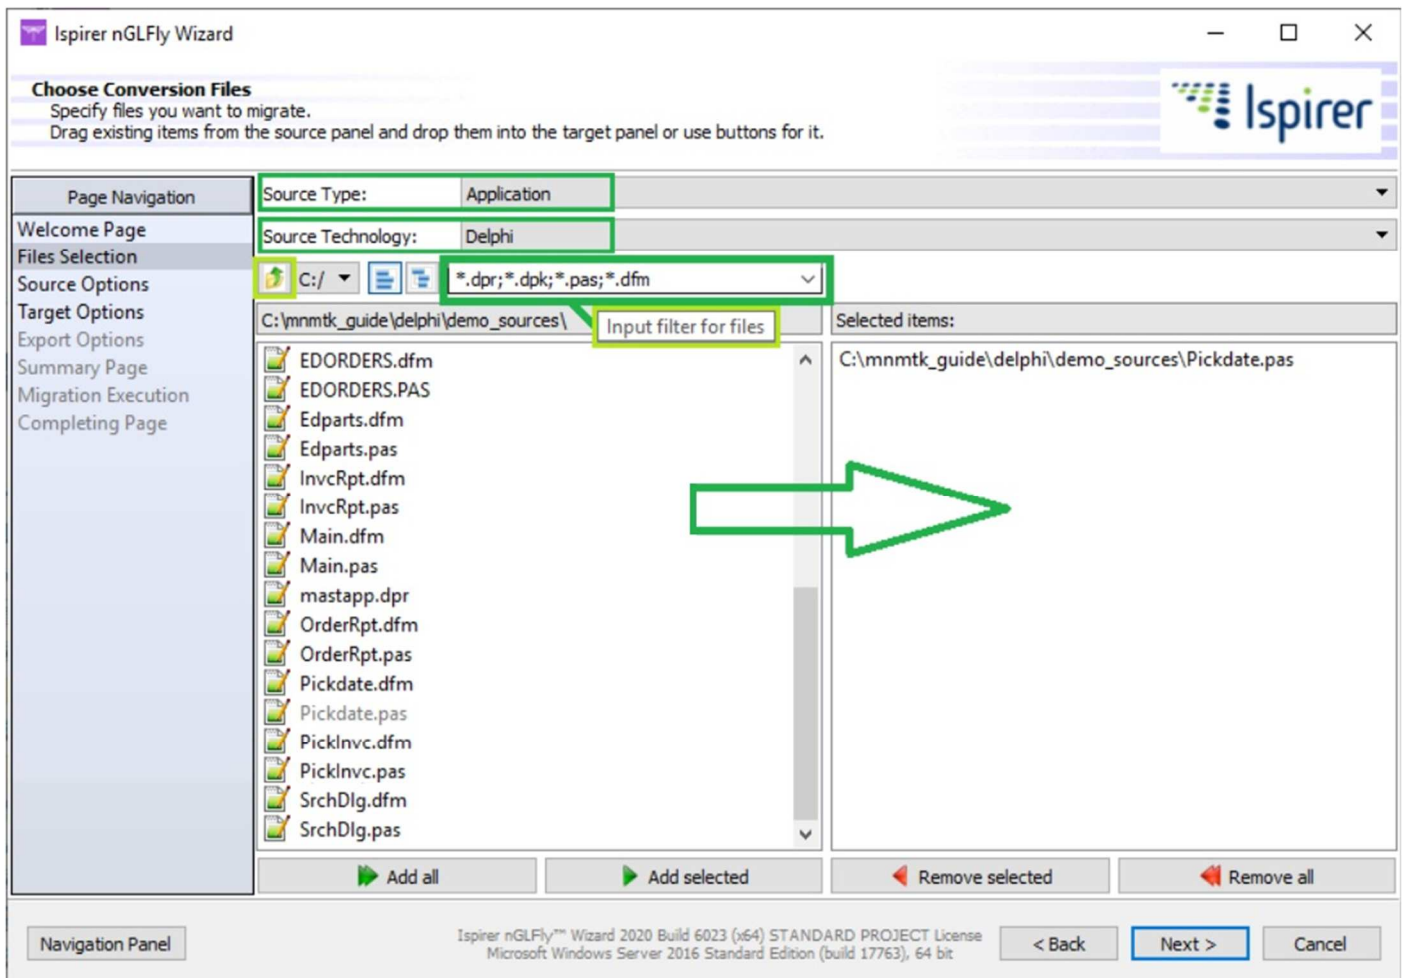 Ispirer nGLFly Wizard
Choose Conversion Files
Specify files you want to migrate.
Drag existing items from the source panel and drop them into the target panel or use buttons for it.
Ispirer
Page Navigation
Welcome Page
Files Selection
Source Options
Target Options
Export Options
Summary Page
Migration Execution
Completing Page
Source Type: Application
Source Technology: Delphi
C:/ *.dpr;*.dpk;*.pas;*.dfm
C:\mnmtk_guide\delphi\demo_sources\
Input filter for files
EDORDERS.dfm
EDORDERS.PAS
Edparts.dfm
Edparts.pas
InvcRpt.dfm
InvcRpt.pas
Main.dfm
Main.pas
mastapp.dpr
OrderRpt.dfm
OrderRpt.pas
Pickdate.dfm
Pickdate.pas
PickInvc.dfm
PickInvc.pas
SrchDlg.dfm
SrchDlg.pas
Selected items:
C:\mnmtk_guide\delphi\demo_sources\Pickdate.pas
Add all
Add selected
Remove selected
Remove all
Navigation Panel
Ispirer nGLFly™ Wizard 2020 Build 6023 (x64) STANDARD PROJECT License
Microsoft Windows Server 2016 Standard Edition (build 17763), 64 bit
< Back
Next >
Cancel